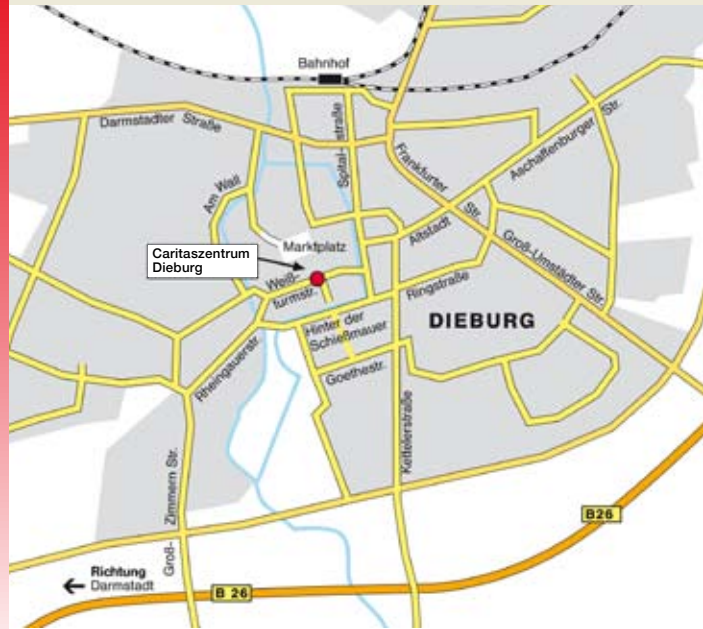 Bahnhof
Darmstadter Straße
Spital-
straße
Frankfurter
Str.
Aschaffenburger Str.
Am Wall
Altstadt
Marktplatz
Groß-Umstädter Str.
Caritaszentrum
Dieburg
Weiß-
turmstr.
Ringstraße
Hinter der
Schießmauer
DIEBURG
Rheingauerstr.
Goethestr.
Kettelerstraße
Groß-
Zimmern Str.
B26
Richtung
Darmstadt
B 26